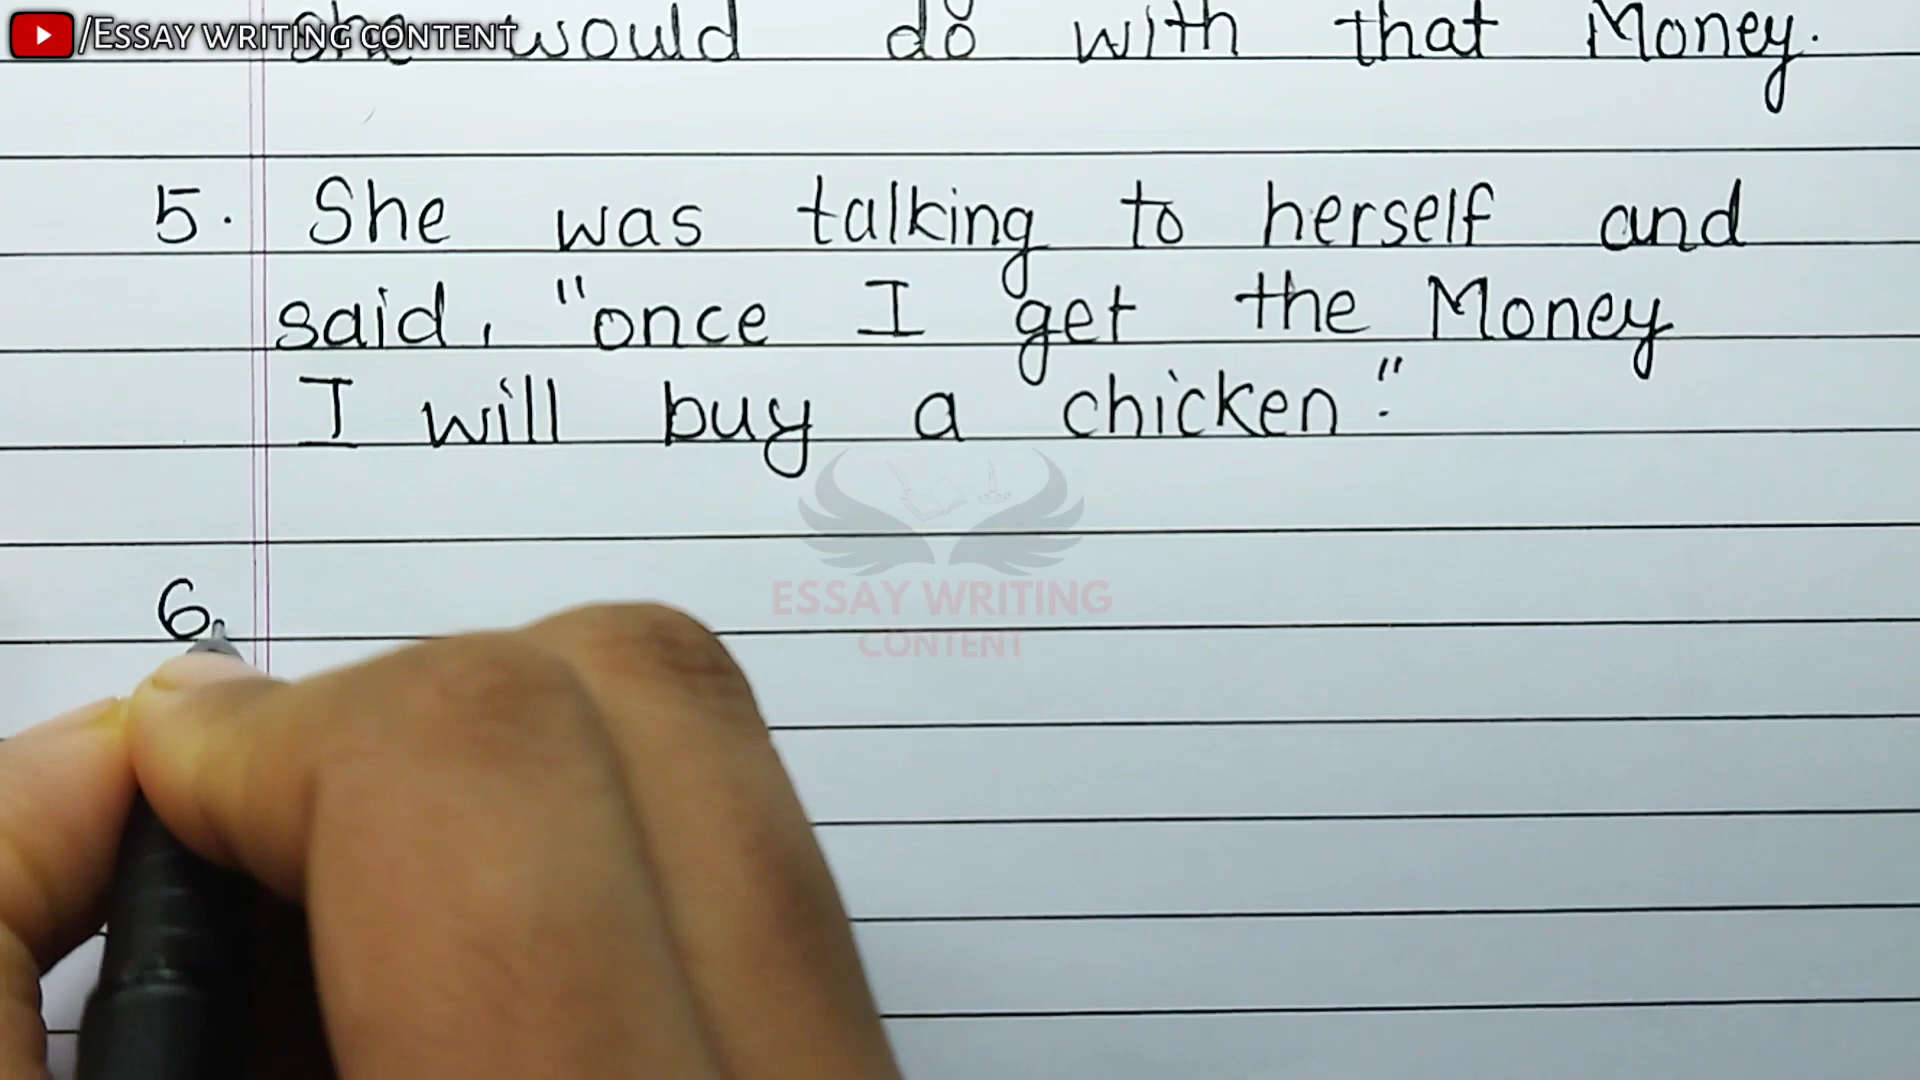 /ESSAY WRITING CONTENT
she would do with that Money.
5. She was talking to herself and
said, "once I get the Money
I will buy a chicken."
ESSAY WRITING
CONTENT
6.